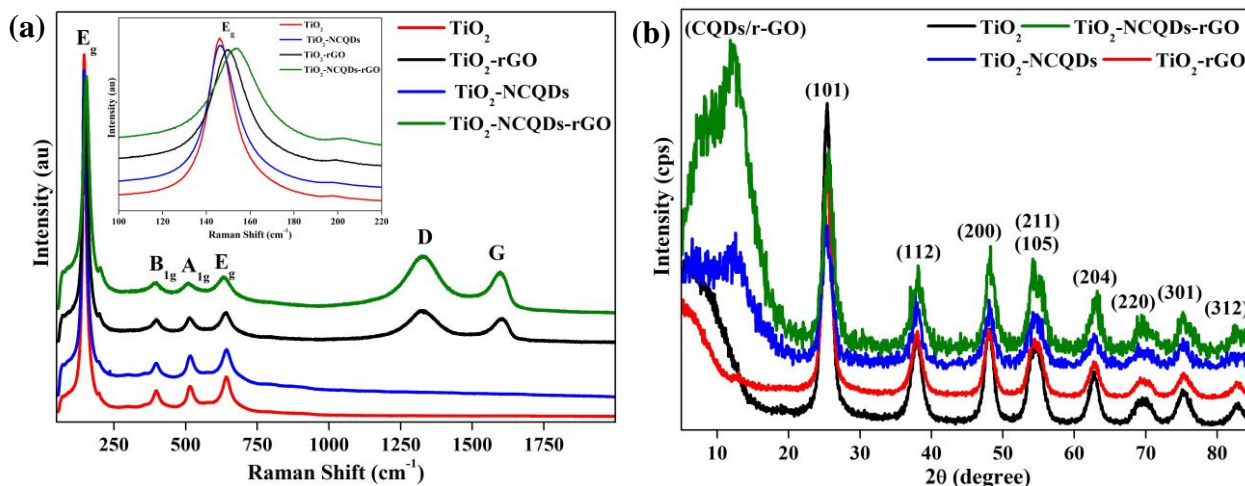 (a)
E
g
TiO2
TiO2-rGO
TiO2-NCQDs
TiO2-NCQDs-rGO
E
g
TiO2
TiO2-NCQDs
TiO2-rGO
TiO2-NCQDs-rGO
Intensity (au)
100 120 140 160 180 200 220
Raman Shift (cm-1)
B1g
A1g
Eg
D
G
Intensity (au)
250 500 750 1000 1250 1500 1750
Raman Shift (cm-1)
(b)
(CQDs/r-GO)
TiO2
TiO2-NCQDs-rGO
TiO2-NCQDs
TiO2-rGO
(101)
(112)
(200)
(211)
(105)
(204)
(220)
(301)
(312)
Intensity (cps)
10 20 30 40 50 60 70 80
2θ (degree)